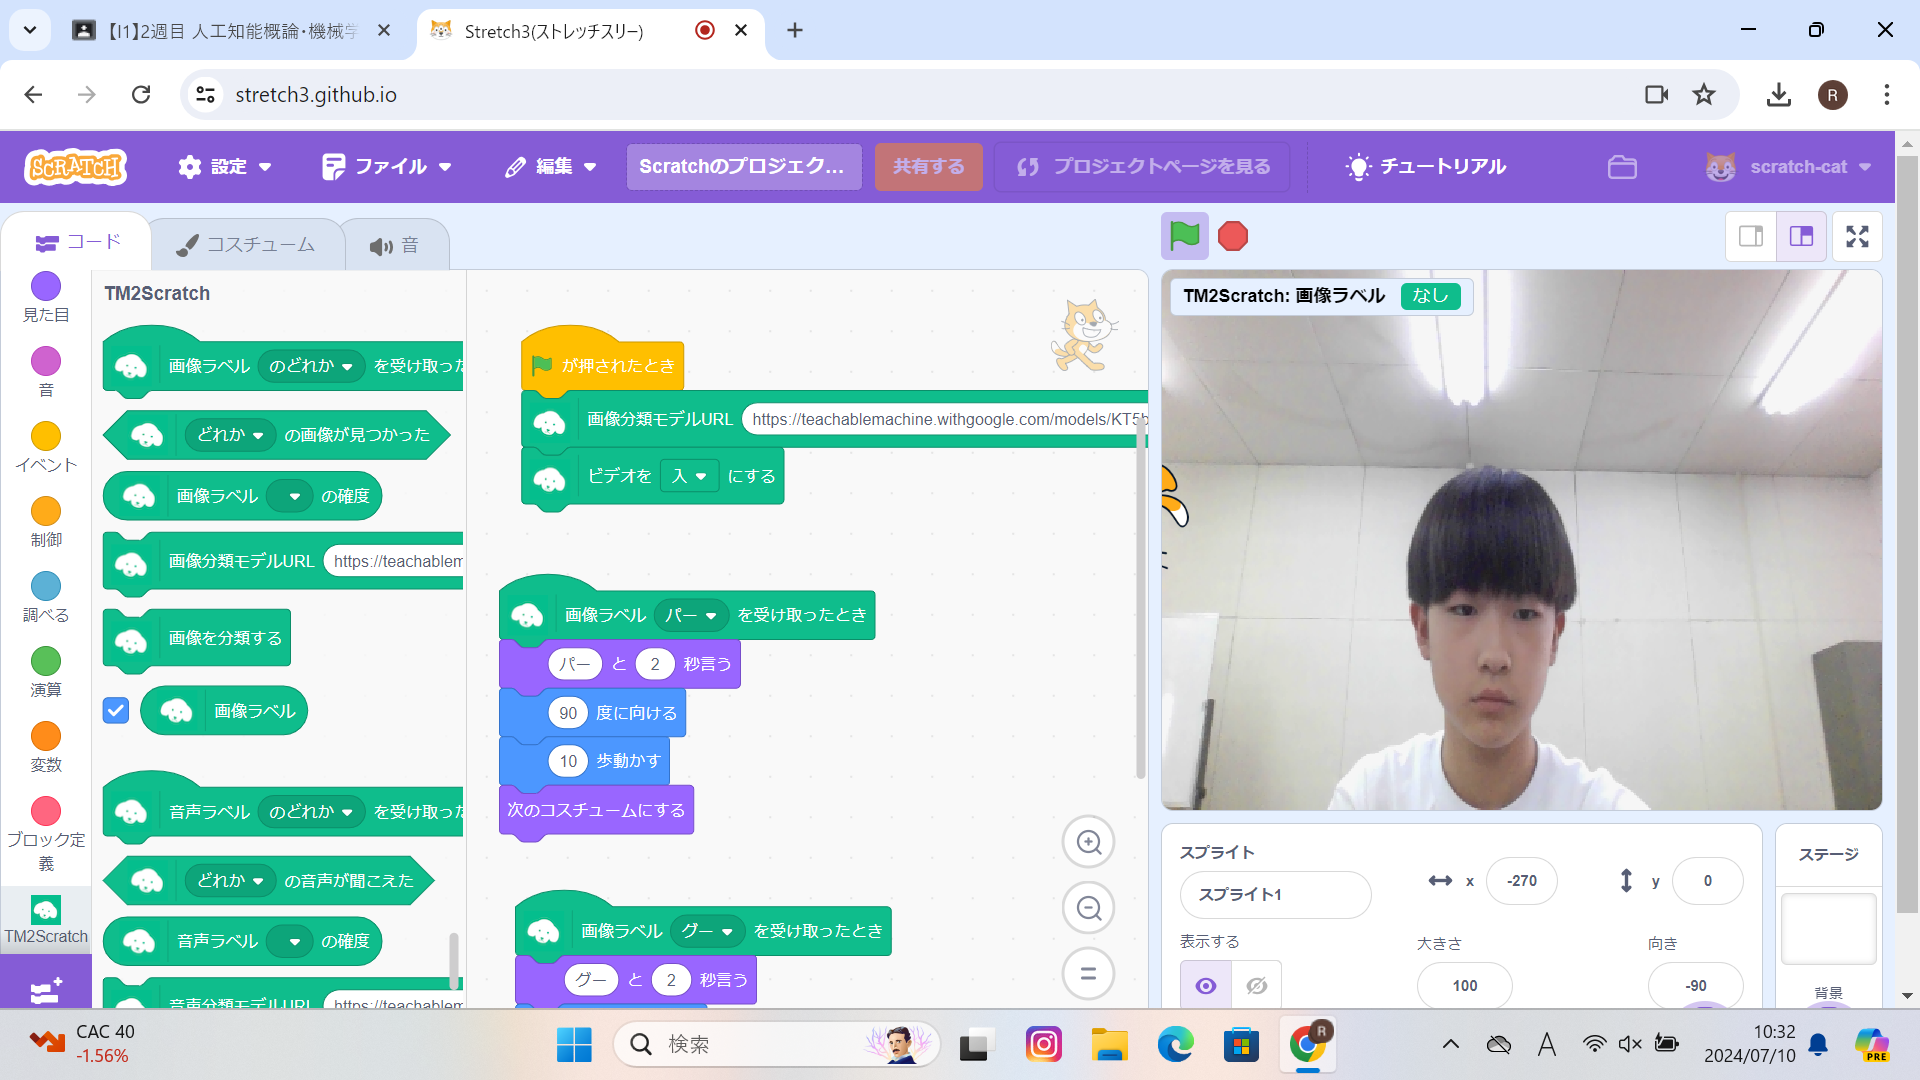 【I1】2週目 人工知能概論・機械学
Stretch3(ストレッチスリー)
stretch3.github.io
R
SCRATCH
設定
ファイル
編集
Scratchのプロジェク...
共有する
プロジェクトページを見る
チュートリアル
scratch-cat
コード
コスチューム
音
見た目
音
イベント
制御
調べる
演算
変数
ブロック定
義
TM2Scratch
TM2Scratch
画像ラベル のどれか を受け取った
どれか の画像が見つかった
画像ラベル の確度
画像分類モデルURL https://teachablem
画像を分類する
画像ラベル
音声ラベル のどれか を受け取った
どれか の音声が聞こえた
音声ラベル の確度
音声分類モデルURL https://teachablem
が押されたとき
画像分類モデルURL https://teachablemachine.withgoogle.com/models/KT5b
ビデオを 入 にする
画像ラベル パー を受け取ったとき
パー と 2 秒言う
90 度に向ける
10 歩動かす
次のコスチュームにする
画像ラベル グー を受け取ったとき
グー と 2 秒言う
TM2Scratch: 画像ラベル なし
スプライト
スプライト1
x -270
y 0
表示する
大きさ
100
向き
-90
ステージ
背景
CAC 40
-1.56%
検索
R
A
10:32
2024/07/10
PRE